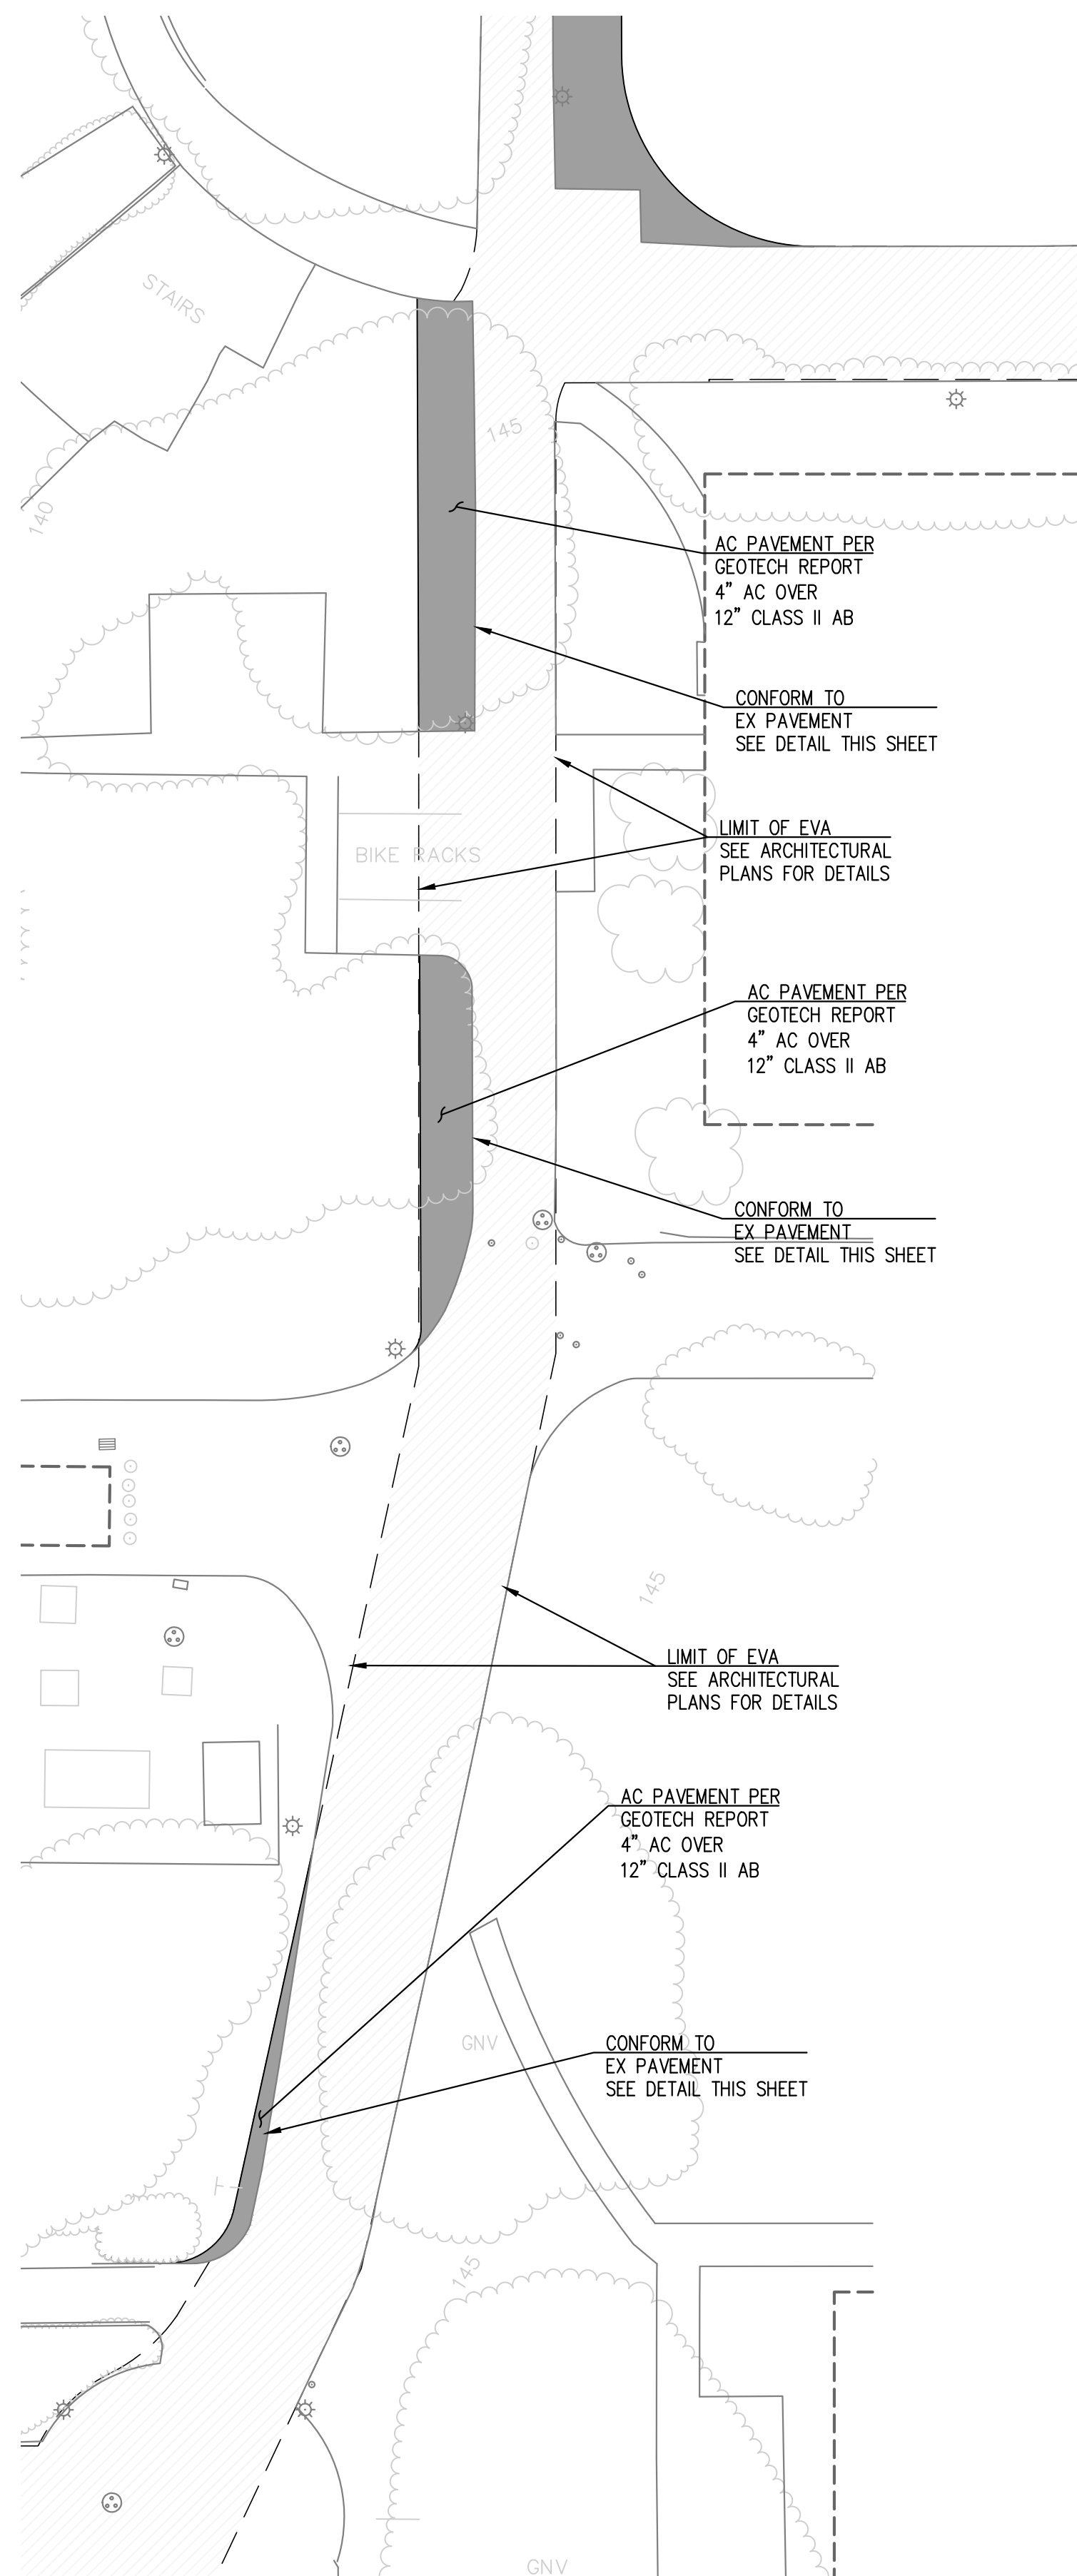 STAIRS
145
140
AC PAVEMENT PER
GEOTECH REPORT
4" AC OVER
12" CLASS II AB
CONFORM TO
EX PAVEMENT
SEE DETAIL THIS SHEET
LIMIT OF EVA
SEE ARCHITECTURAL
PLANS FOR DETAILS
BIKE RACKS
AC PAVEMENT PER
GEOTECH REPORT
4" AC OVER
12" CLASS II AB
CONFORM TO
EX PAVEMENT
SEE DETAIL THIS SHEET
145
LIMIT OF EVA
SEE ARCHITECTURAL
PLANS FOR DETAILS
AC PAVEMENT PER
GEOTECH REPORT
4" AC OVER
12" CLASS II AB
GNV
CONFORM TO
EX PAVEMENT
SEE DETAIL THIS SHEET
145
GNV